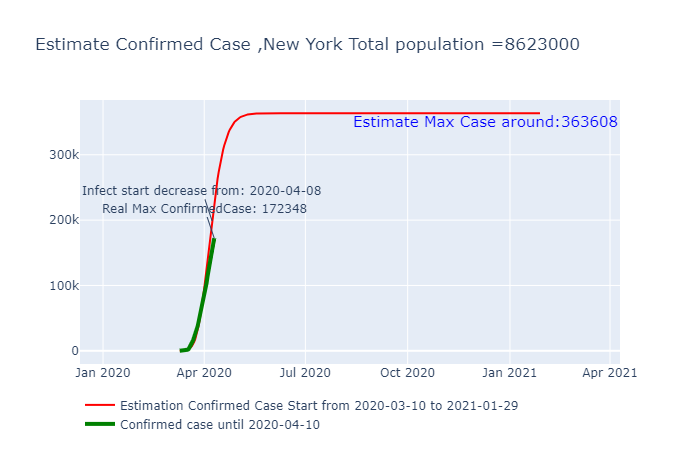 Estimate Confirmed Case ,New York Total population =8623000
Estimate Max Case around:363608
300k
Infect start decrease from: 2020-04-08
Real Max ConfirmedCase: 172348
200k
100k
0
Jan 2020 Apr 2020 Jul 2020 Oct 2020 Jan 2021 Apr 2021
Estimation Confirmed Case Start from 2020-03-10 to 2021-01-29
Confirmed case until 2020-04-10